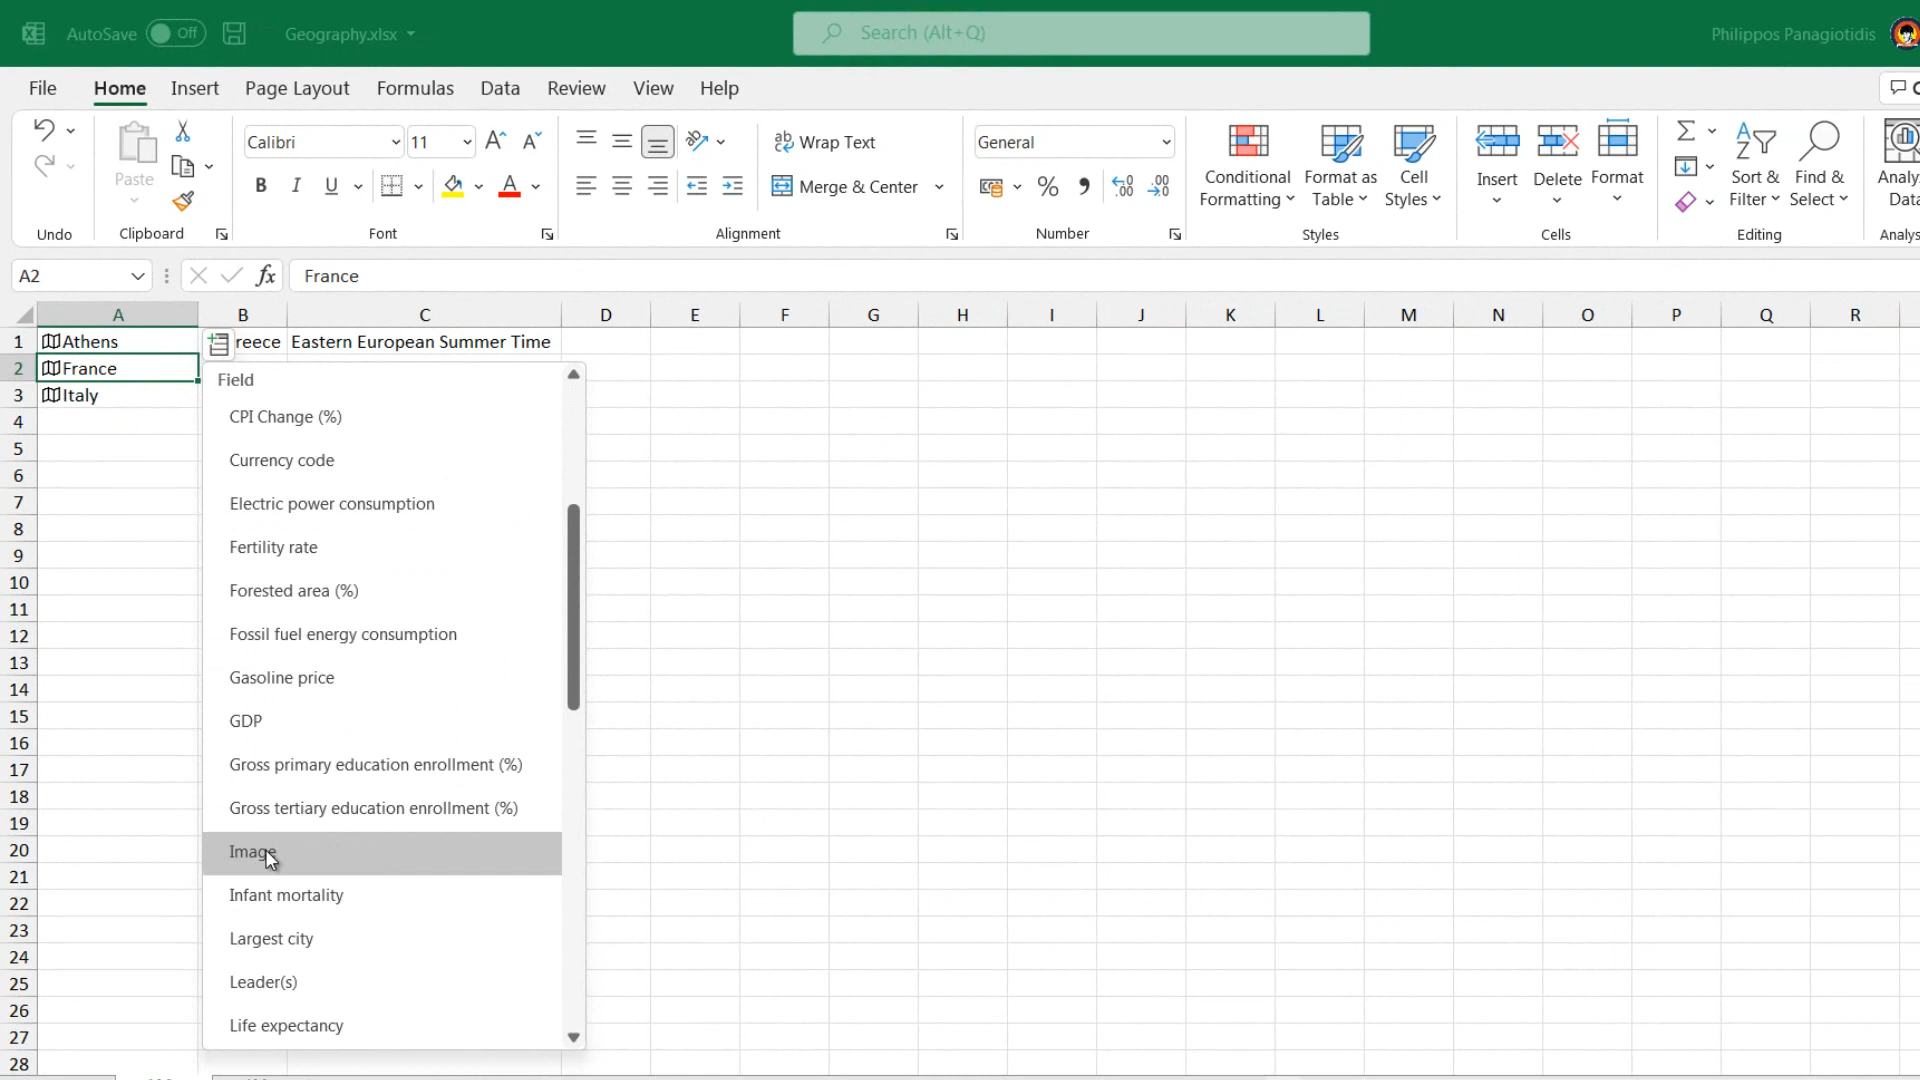 AutoSave Off Geography.xlsx Search (Alt+Q) Philippos Panagiotidis
File Home Insert Page Layout Formulas Data Review View Help
Calibri 11 Wrap Text General
Paste Conditional Formatting Format as Table Cell Styles Insert Delete Format Sort & Filter Find & Select
B I U A Merge & Center %
Undo Clipboard Font Alignment Number Styles Cells Editing
A2 fx France
A B C D E F G H I J K L M N O P Q R
1 Athens reece Eastern European Summer Time
2 France
3 Italy
4
5
6
7
8
9
10
11
12
13
14
15
16
17
18
19
20
21
22
23
24
25
26
27
28
Field
CPI Change (%)
Currency code
Electric power consumption
Fertility rate
Forested area (%)
Fossil fuel energy consumption
Gasoline price
GDP
Gross primary education enrollment (%)
Gross tertiary education enrollment (%)
Image
Infant mortality
Largest city
Leader(s)
Life expectancy